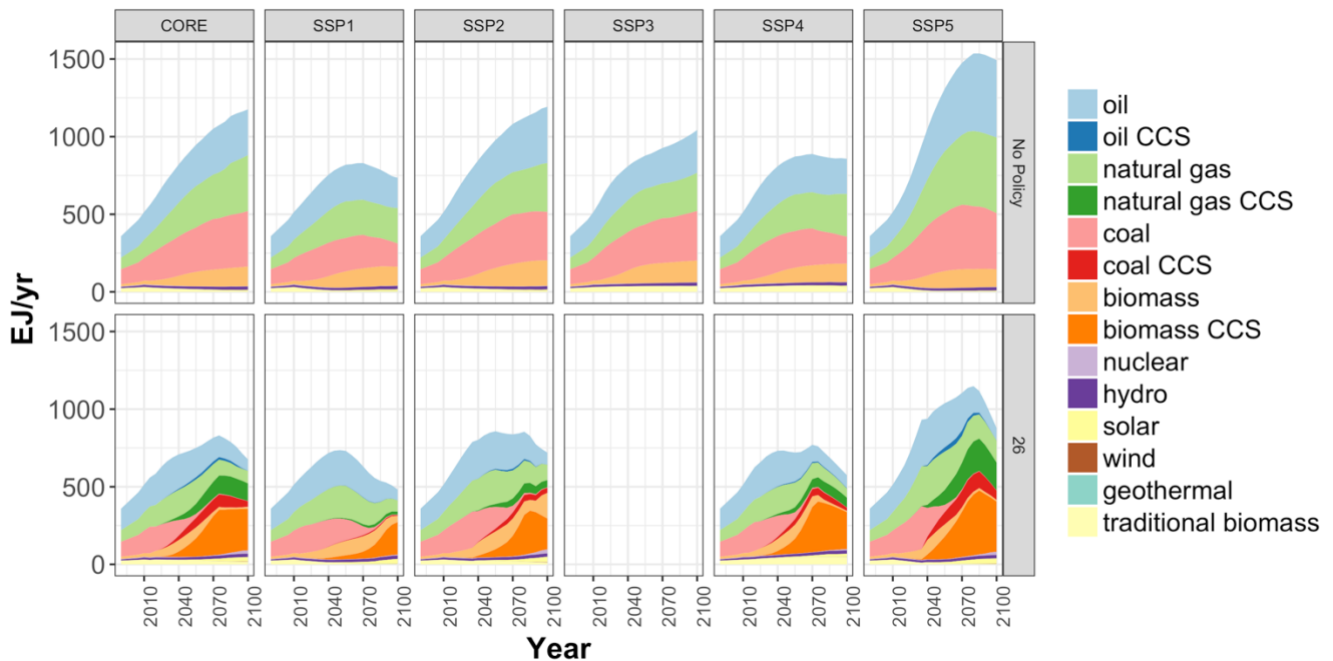 CORE SSP1 SSP2 SSP3 SSP4 SSP5
1500
1000
500
0
No Policy
1500
1000
500
0
26
EJ/yr
2010 2040 2070 2100 2010 2040 2070 2100 2010 2040 2070 2100 2010 2040 2070 2100 2010 2040 2070 2100 2010 2040 2070 2100
Year
oil
oil CCS
natural gas
natural gas CCS
coal
coal CCS
biomass
biomass CCS
nuclear
hydro
solar
wind
geothermal
traditional biomass